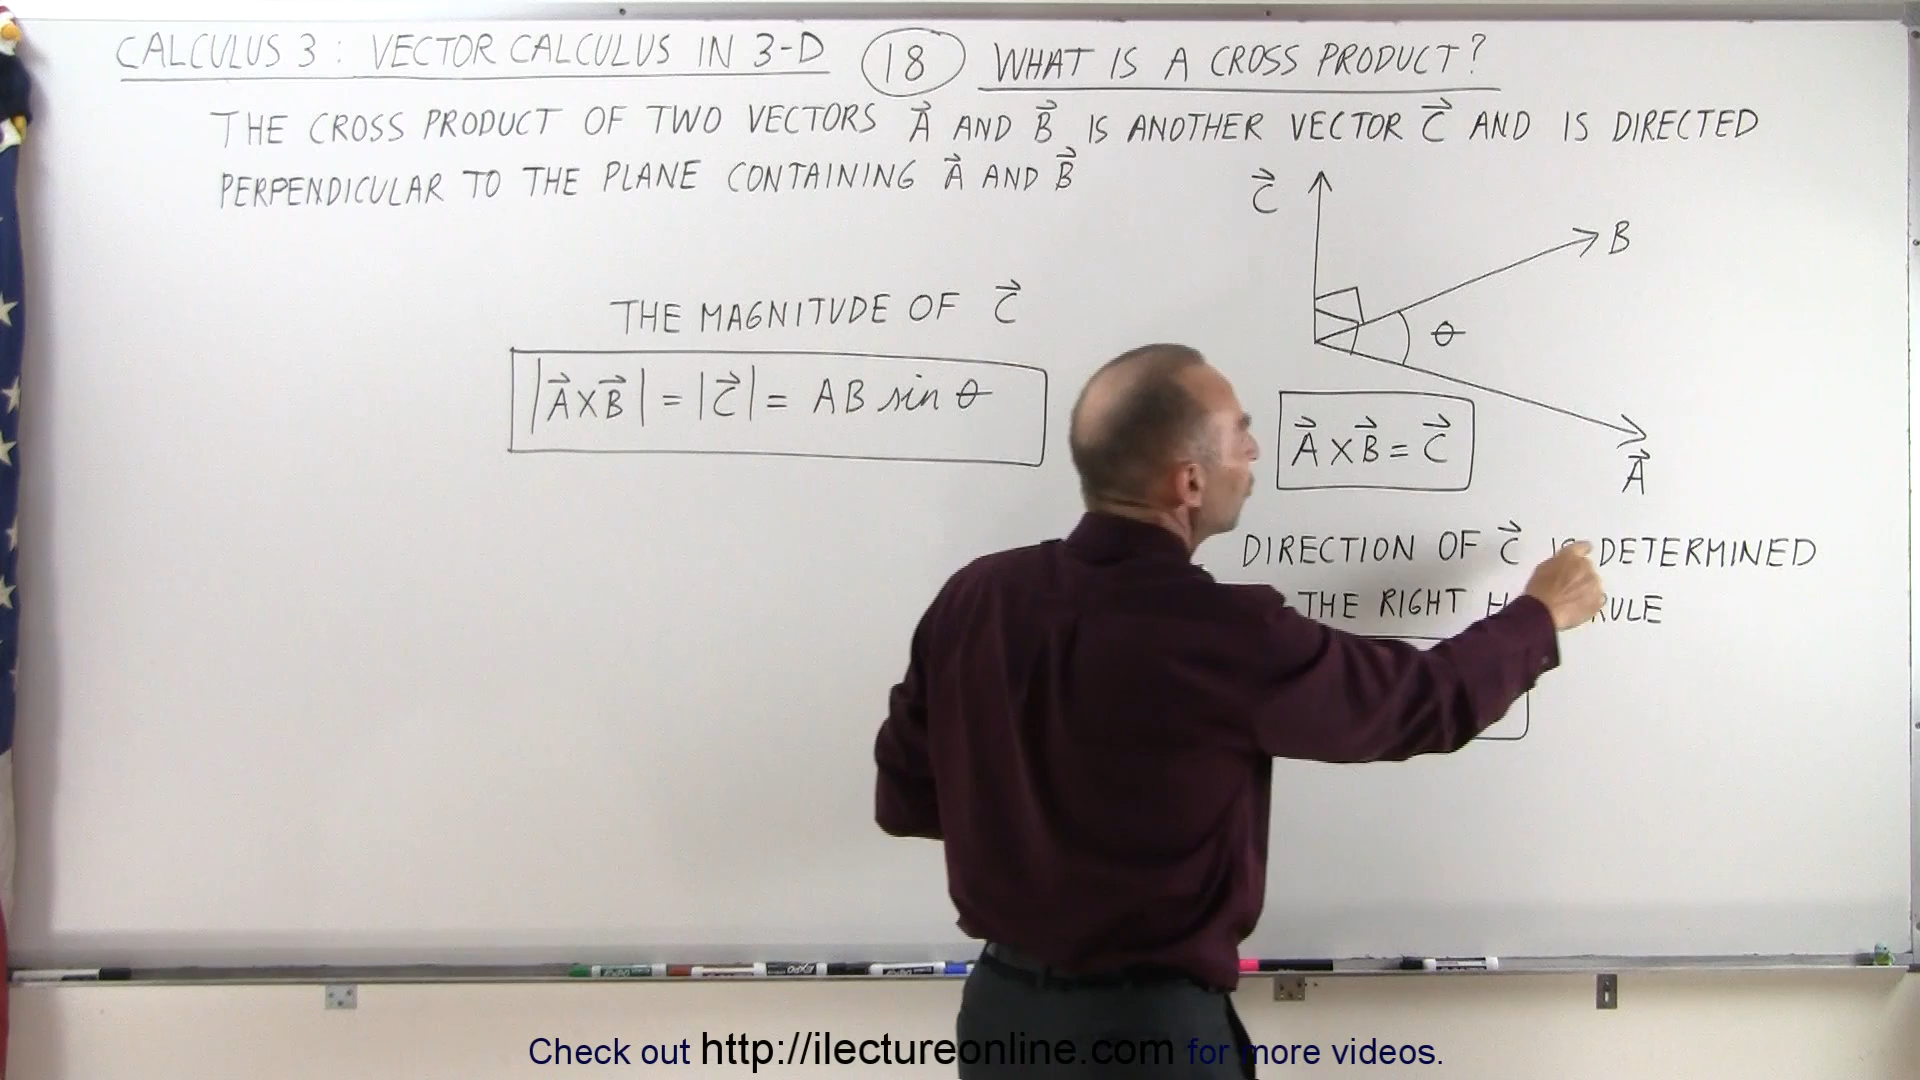 CALCULUS 3: VECTOR CALCULUS IN 3-D 18 WHAT IS A CROSS PRODUCT?
THE CROSS PRODUCT OF TWO VECTORS A⃗ AND B⃗ IS ANOTHER VECTOR C⃗ AND IS DIRECTED
PERPENDICULAR TO THE PLANE CONTAINING A⃗ AND B⃗
C⃗
B
θ
A⃗
THE MAGNITUDE OF C⃗
|A⃗×B⃗| = |C⃗| = AB sin θ
A⃗×B⃗ = C⃗
DIRECTION OF C⃗ DETERMINED
THE RIGHT RULE
EXPO
Check out http://ilectureonline.com for more videos.